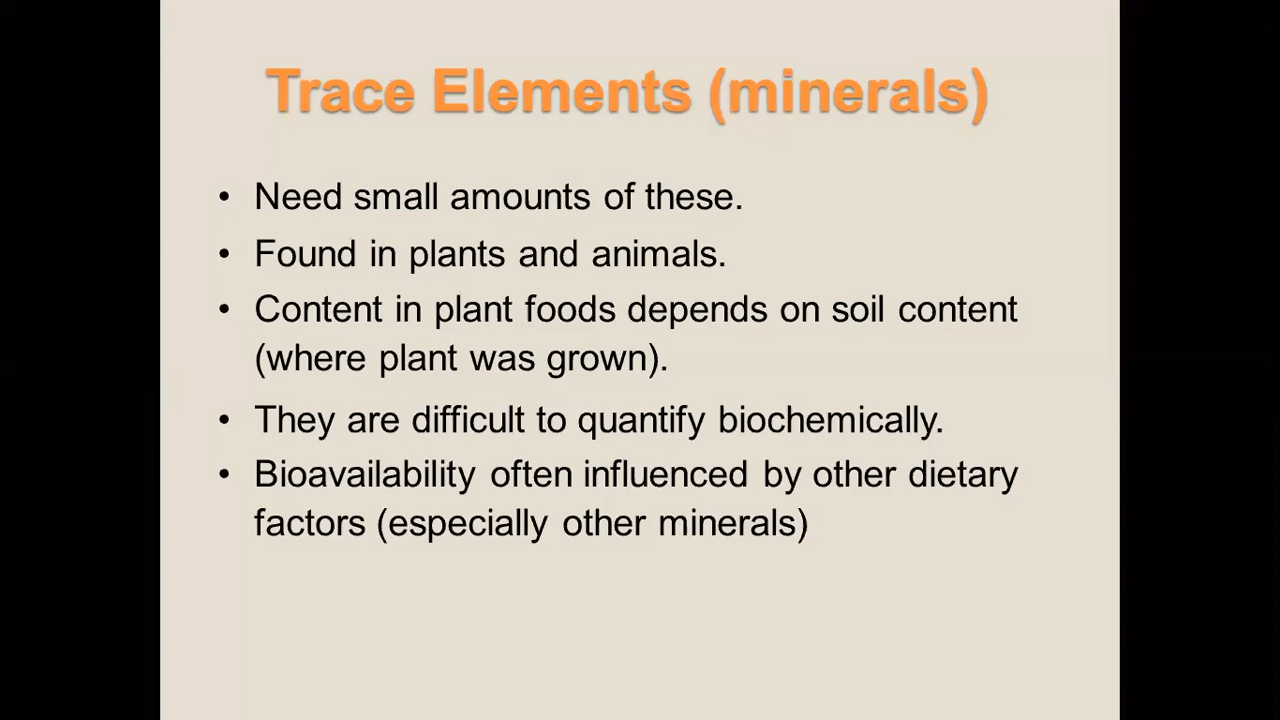 Trace Elements (minerals)
• Need small amounts of these.
• Found in plants and animals.
• Content in plant foods depends on soil content
(where plant was grown).
• They are difficult to quantify biochemically.
• Bioavailability often influenced by other dietary
factors (especially other minerals)